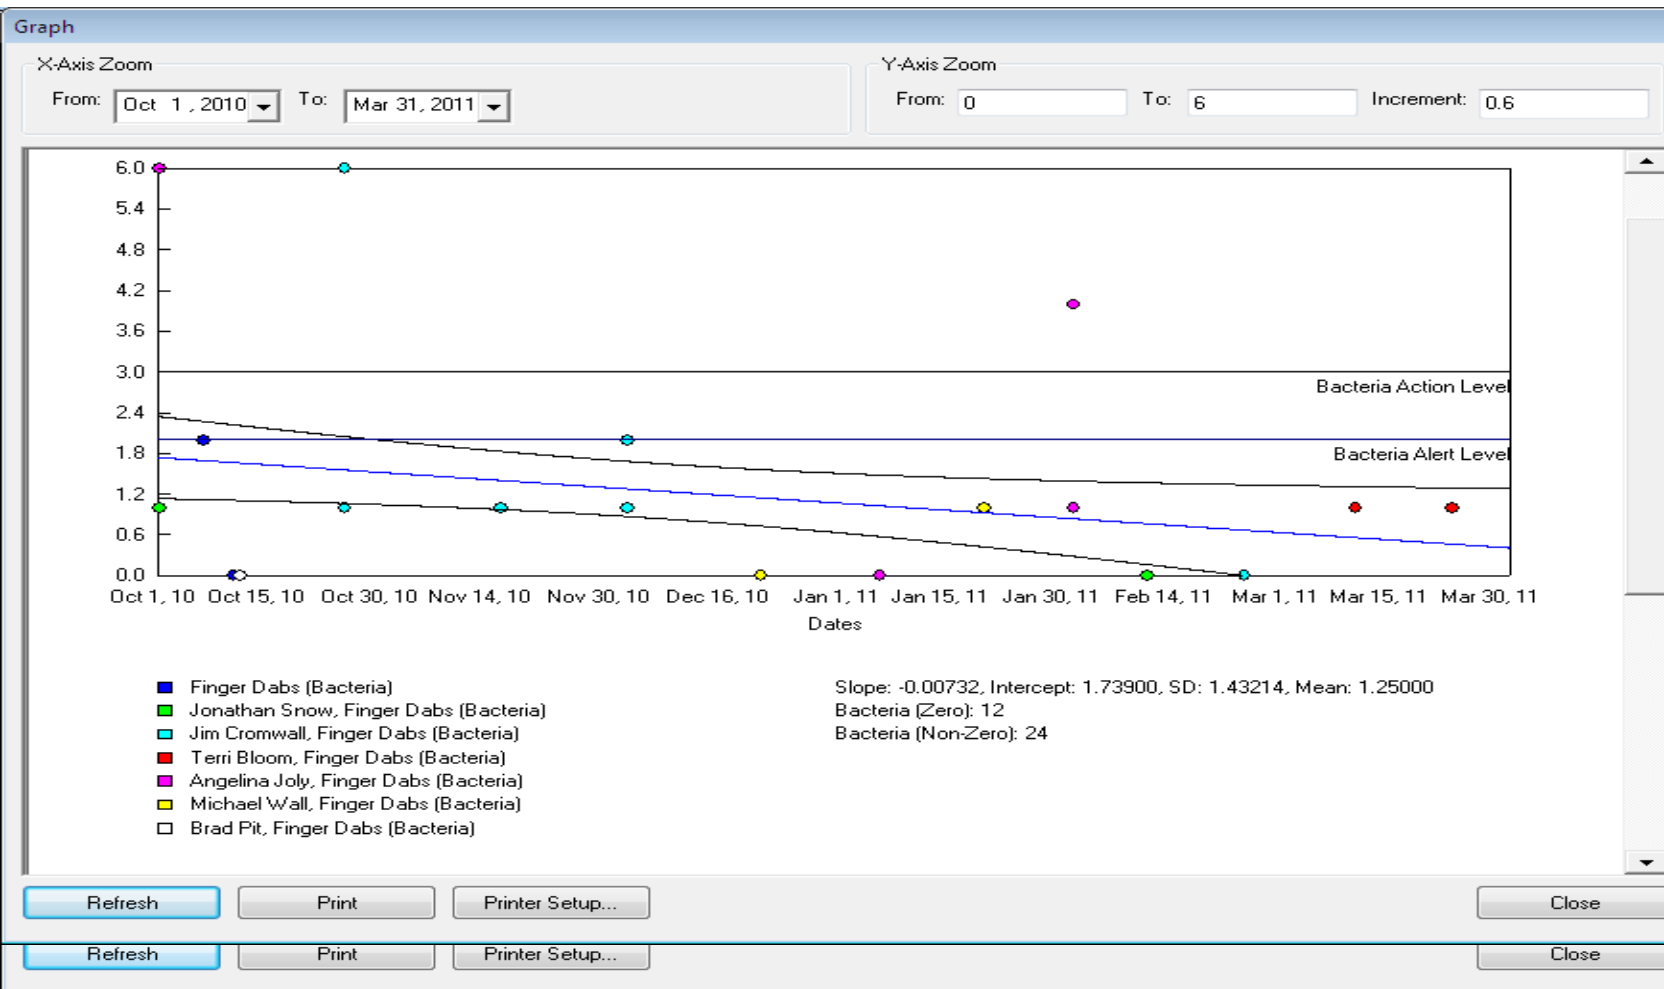 Graph
X-Axis Zoom
From: Oct 1 , 2010 To: Mar 31, 2011
Y-Axis Zoom
From: 0 To: 6 Increment: 0.6
6.0
5.4
4.8
4.2
3.6
3.0
Bacteria Action Level
2.4
1.8
Bacteria Alert Level
1.2
0.6
0.0
Oct 1, 10 Oct 15, 10 Oct 30, 10 Nov 14, 10 Nov 30, 10 Dec 16, 10 Jan 1, 11 Jan 15, 11 Jan 30, 11 Feb 14, 11 Mar 1, 11 Mar 15, 11 Mar 30, 11
Dates
Finger Dabs (Bacteria)
Jonathan Snow, Finger Dabs (Bacteria)
Jim Cromwall, Finger Dabs (Bacteria)
Terri Bloom, Finger Dabs (Bacteria)
Angelina Joly, Finger Dabs (Bacteria)
Michael Wall, Finger Dabs (Bacteria)
Brad Pit, Finger Dabs (Bacteria)
Slope: -0.00732, Intercept: 1.73900, SD: 1.43214, Mean: 1.25000
Bacteria (Zero): 12
Bacteria (Non-Zero): 24
Refresh Print Printer Setup... Close
Refresh Print Printer Setup... Close